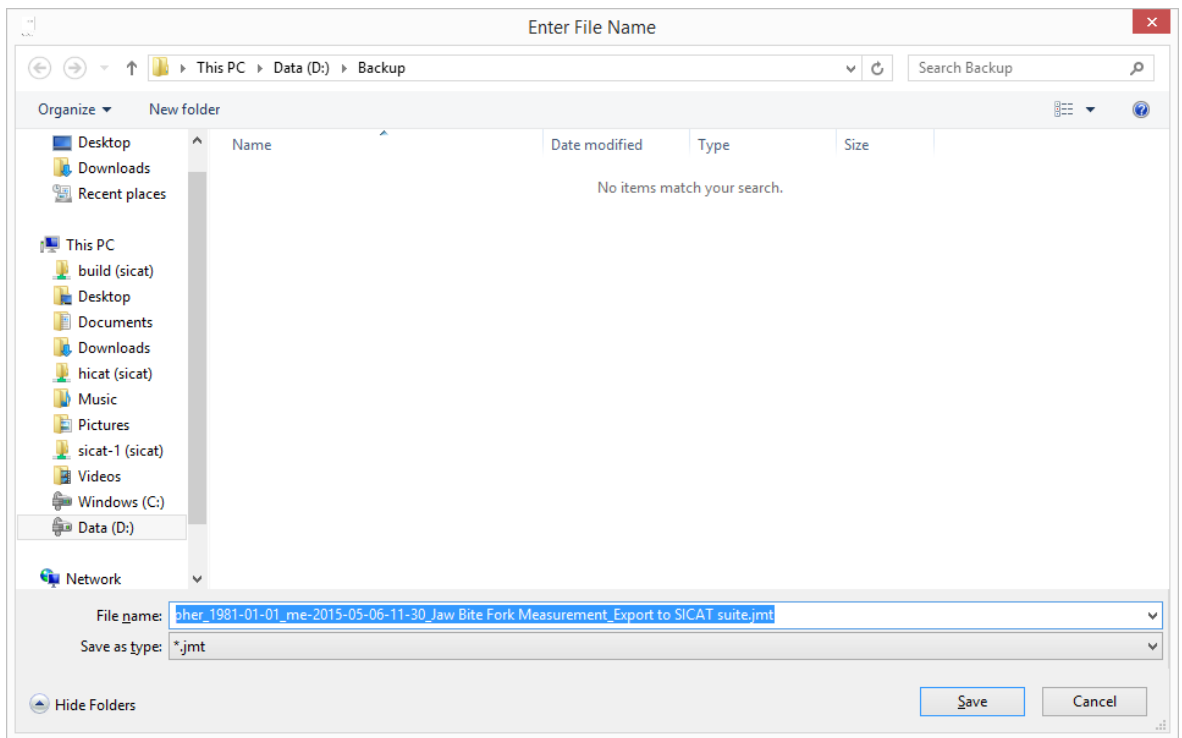 Enter File Name
This PC Data (D:) Backup
Search Backup
Organize New folder
Name Date modified Type Size
No items match your search.
Desktop
Downloads
Recent places
This PC
build (sicat)
Desktop
Documents
Downloads
hicat (sicat)
Music
Pictures
sicat-1 (sicat)
Videos
Windows (C:)
Data (D:)
Network
File name: pher_1981-01-01_me-2015-05-06-11-30_Jaw Bite Fork Measurement_Export to SICAT suite.jmt
Save as type: *.jmt
Hide Folders
Save Cancel